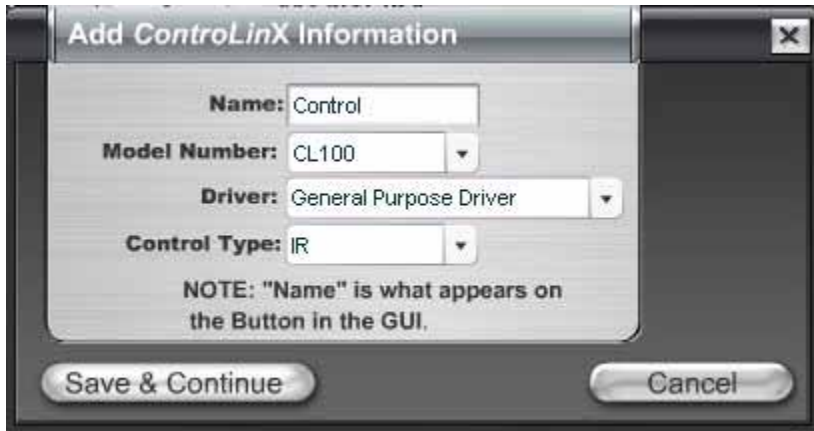 Add ControLinX Information
Name: Control
Model Number: CL100
Driver: General Purpose Driver
Control Type: IR
NOTE: "Name" is what appears on
the Button in the GUI.
Save & Continue
Cancel